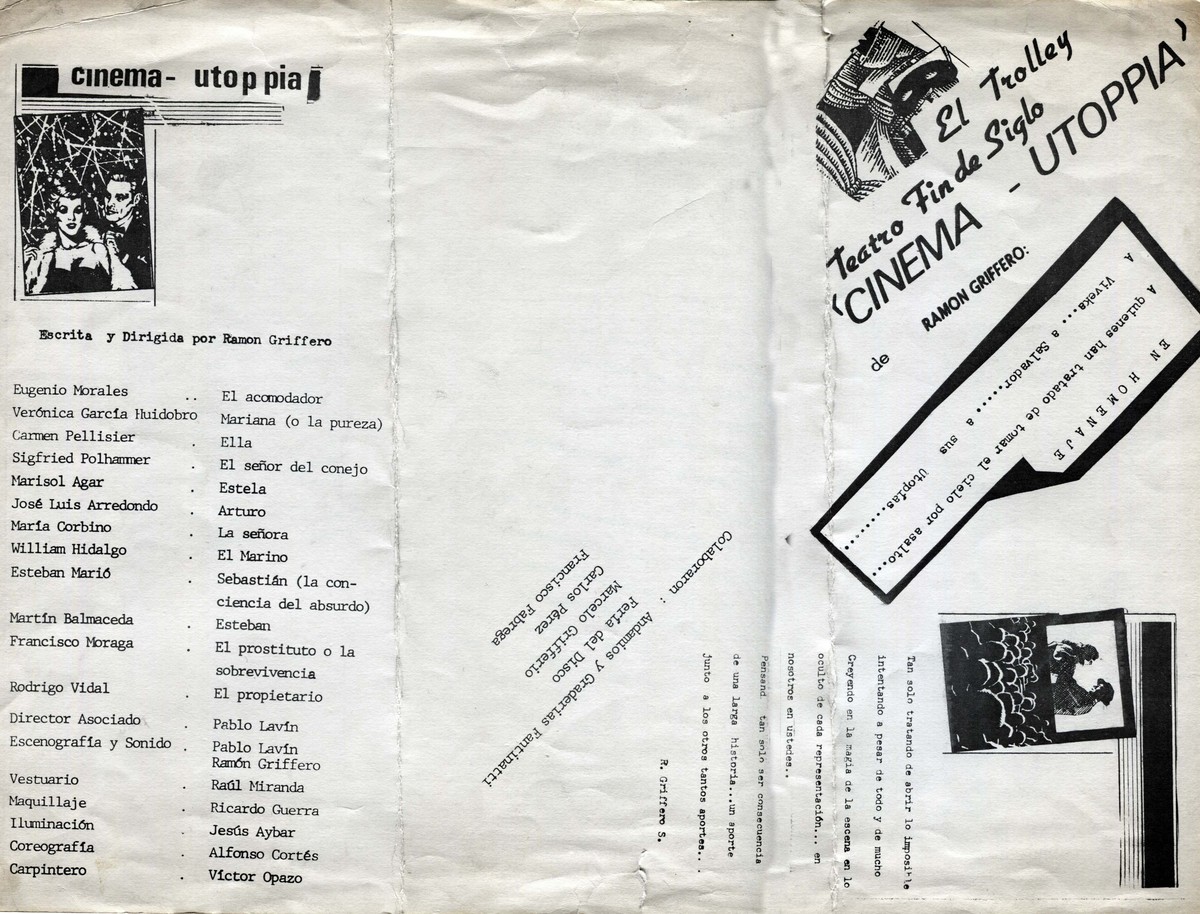 cinema- utoppia
Escrita y Dirigida por Ramon Griffero
Eugenio Morales .. El acomodador
Verónica García Huidobro Mariana (o la pureza)
Carmen Pellisier . Ella
Sigfried Polhammer . El señor del conejo
Marisol Agar . Estela
José Luis Arredondo . Arturo
María Corbino . La señora
William Hidalgo . El Marino
Esteban Marió . Sebastián (la con-
ciencia del absurdo)
Martín Balmaceda . Esteban
Francisco Moraga . El prostituto o la
sobrevivencia
Rodrigo Vidal . El propietario
Director Asociado . Pablo Lavín
Escenografía y Sonido . Pablo Lavín
Ramón Griffero
Vestuario . Raúl Miranda
Maquillaje . Ricardo Guerra
Iluminación . Jesús Aybar
Coreografía . Alfonso Cortés
Carpintero . Víctor Opazo
Colaboraron : Andamios y Graderias Fancinatti
Feria del Disco
Marcelo Grifferio
Carlos Pérez
Francisco Fabrega
El Trolley
Teatro Fin de Siglo
'CINEMA - UTOPPIA'
de RAMON GRIFFERO:
EN HOMENAJE
A quienes han tratado de tomar el cielo por asalto...
A Viveka... a Salvador..... a sus Utopías..........
Tan solo tratando de abrir lo imposible
intentando a pesar de todo y de mucho
Creyendo en la magia de la escena en lo
oculto de cada representación... en
nosotros en ustedes..
Pensand tan solo ser consecuencia
de una larga historia...un aporte
junto a los otros tantos aportes..
R. Griffero S.